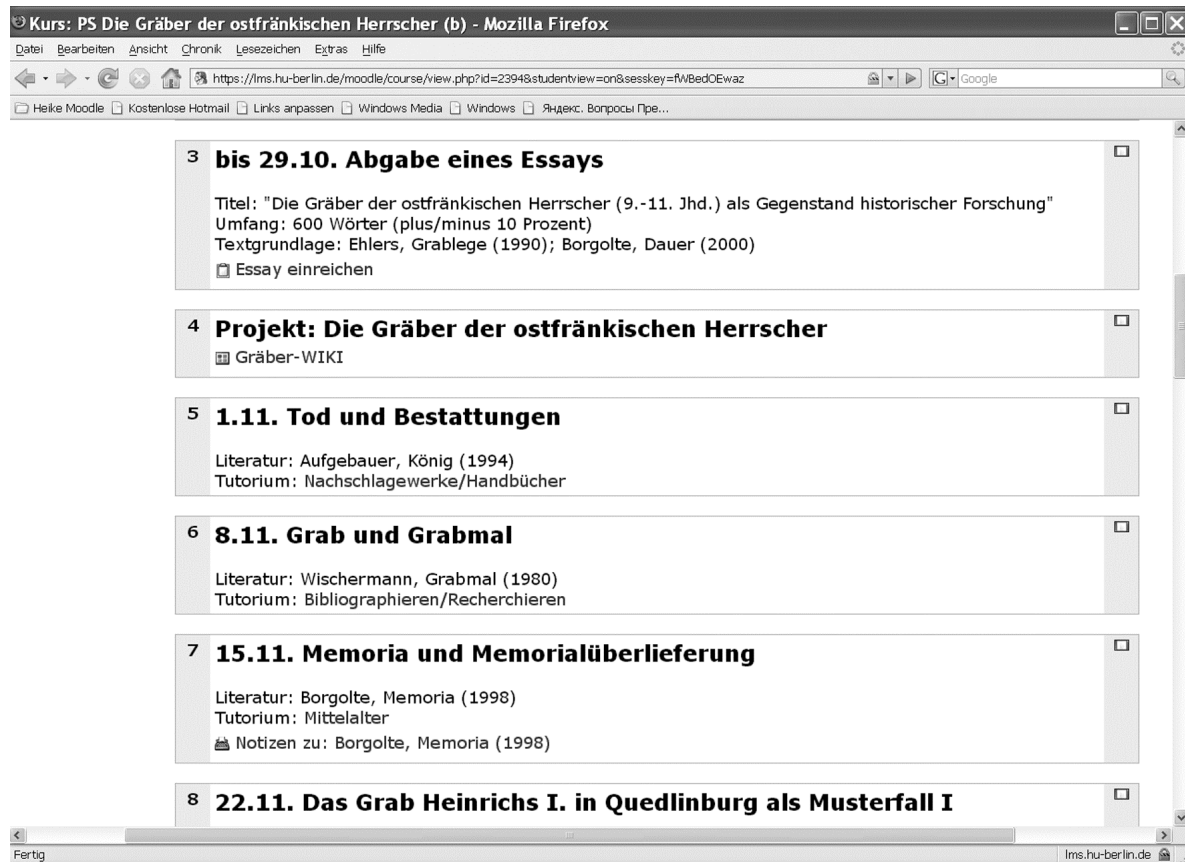 Kurs: PS Die Gräber der ostfränkischen Herrscher (b) - Mozilla Firefox
Datei Bearbeiten Ansicht Chronik Lesezeichen Extras Hilfe
https://lms.hu-berlin.de/moodle/course/view.php?id=2394&studentview=on&sesskey=fWBedOEwaz
G Google
Heike Moodle Kostenlose Hotmail Links anpassen Windows Media Windows Яндекс. Вопросы Пре...
3 bis 29.10. Abgabe eines Essays
Titel: "Die Gräber der ostfränkischen Herrscher (9.-11. Jhd.) als Gegenstand historischer Forschung"
Umfang: 600 Wörter (plus/minus 10 Prozent)
Textgrundlage: Ehlers, Grablege (1990); Borgolte, Dauer (2000)
Essay einreichen
4 Projekt: Die Gräber der ostfränkischen Herrscher
Gräber-WIKI
5 1.11. Tod und Bestattungen
Literatur: Aufgebauer, König (1994)
Tutorium: Nachschlagewerke/Handbücher
6 8.11. Grab und Grabmal
Literatur: Wischermann, Grabmal (1980)
Tutorium: Bibliographieren/Recherchieren
7 15.11. Memoria und Memorialüberlieferung
Literatur: Borgolte, Memoria (1998)
Tutorium: Mittelalter
Notizen zu: Borgolte, Memoria (1998)
8 22.11. Das Grab Heinrichs I. in Quedlinburg als Musterfall I
Fertig
lms.hu-berlin.de